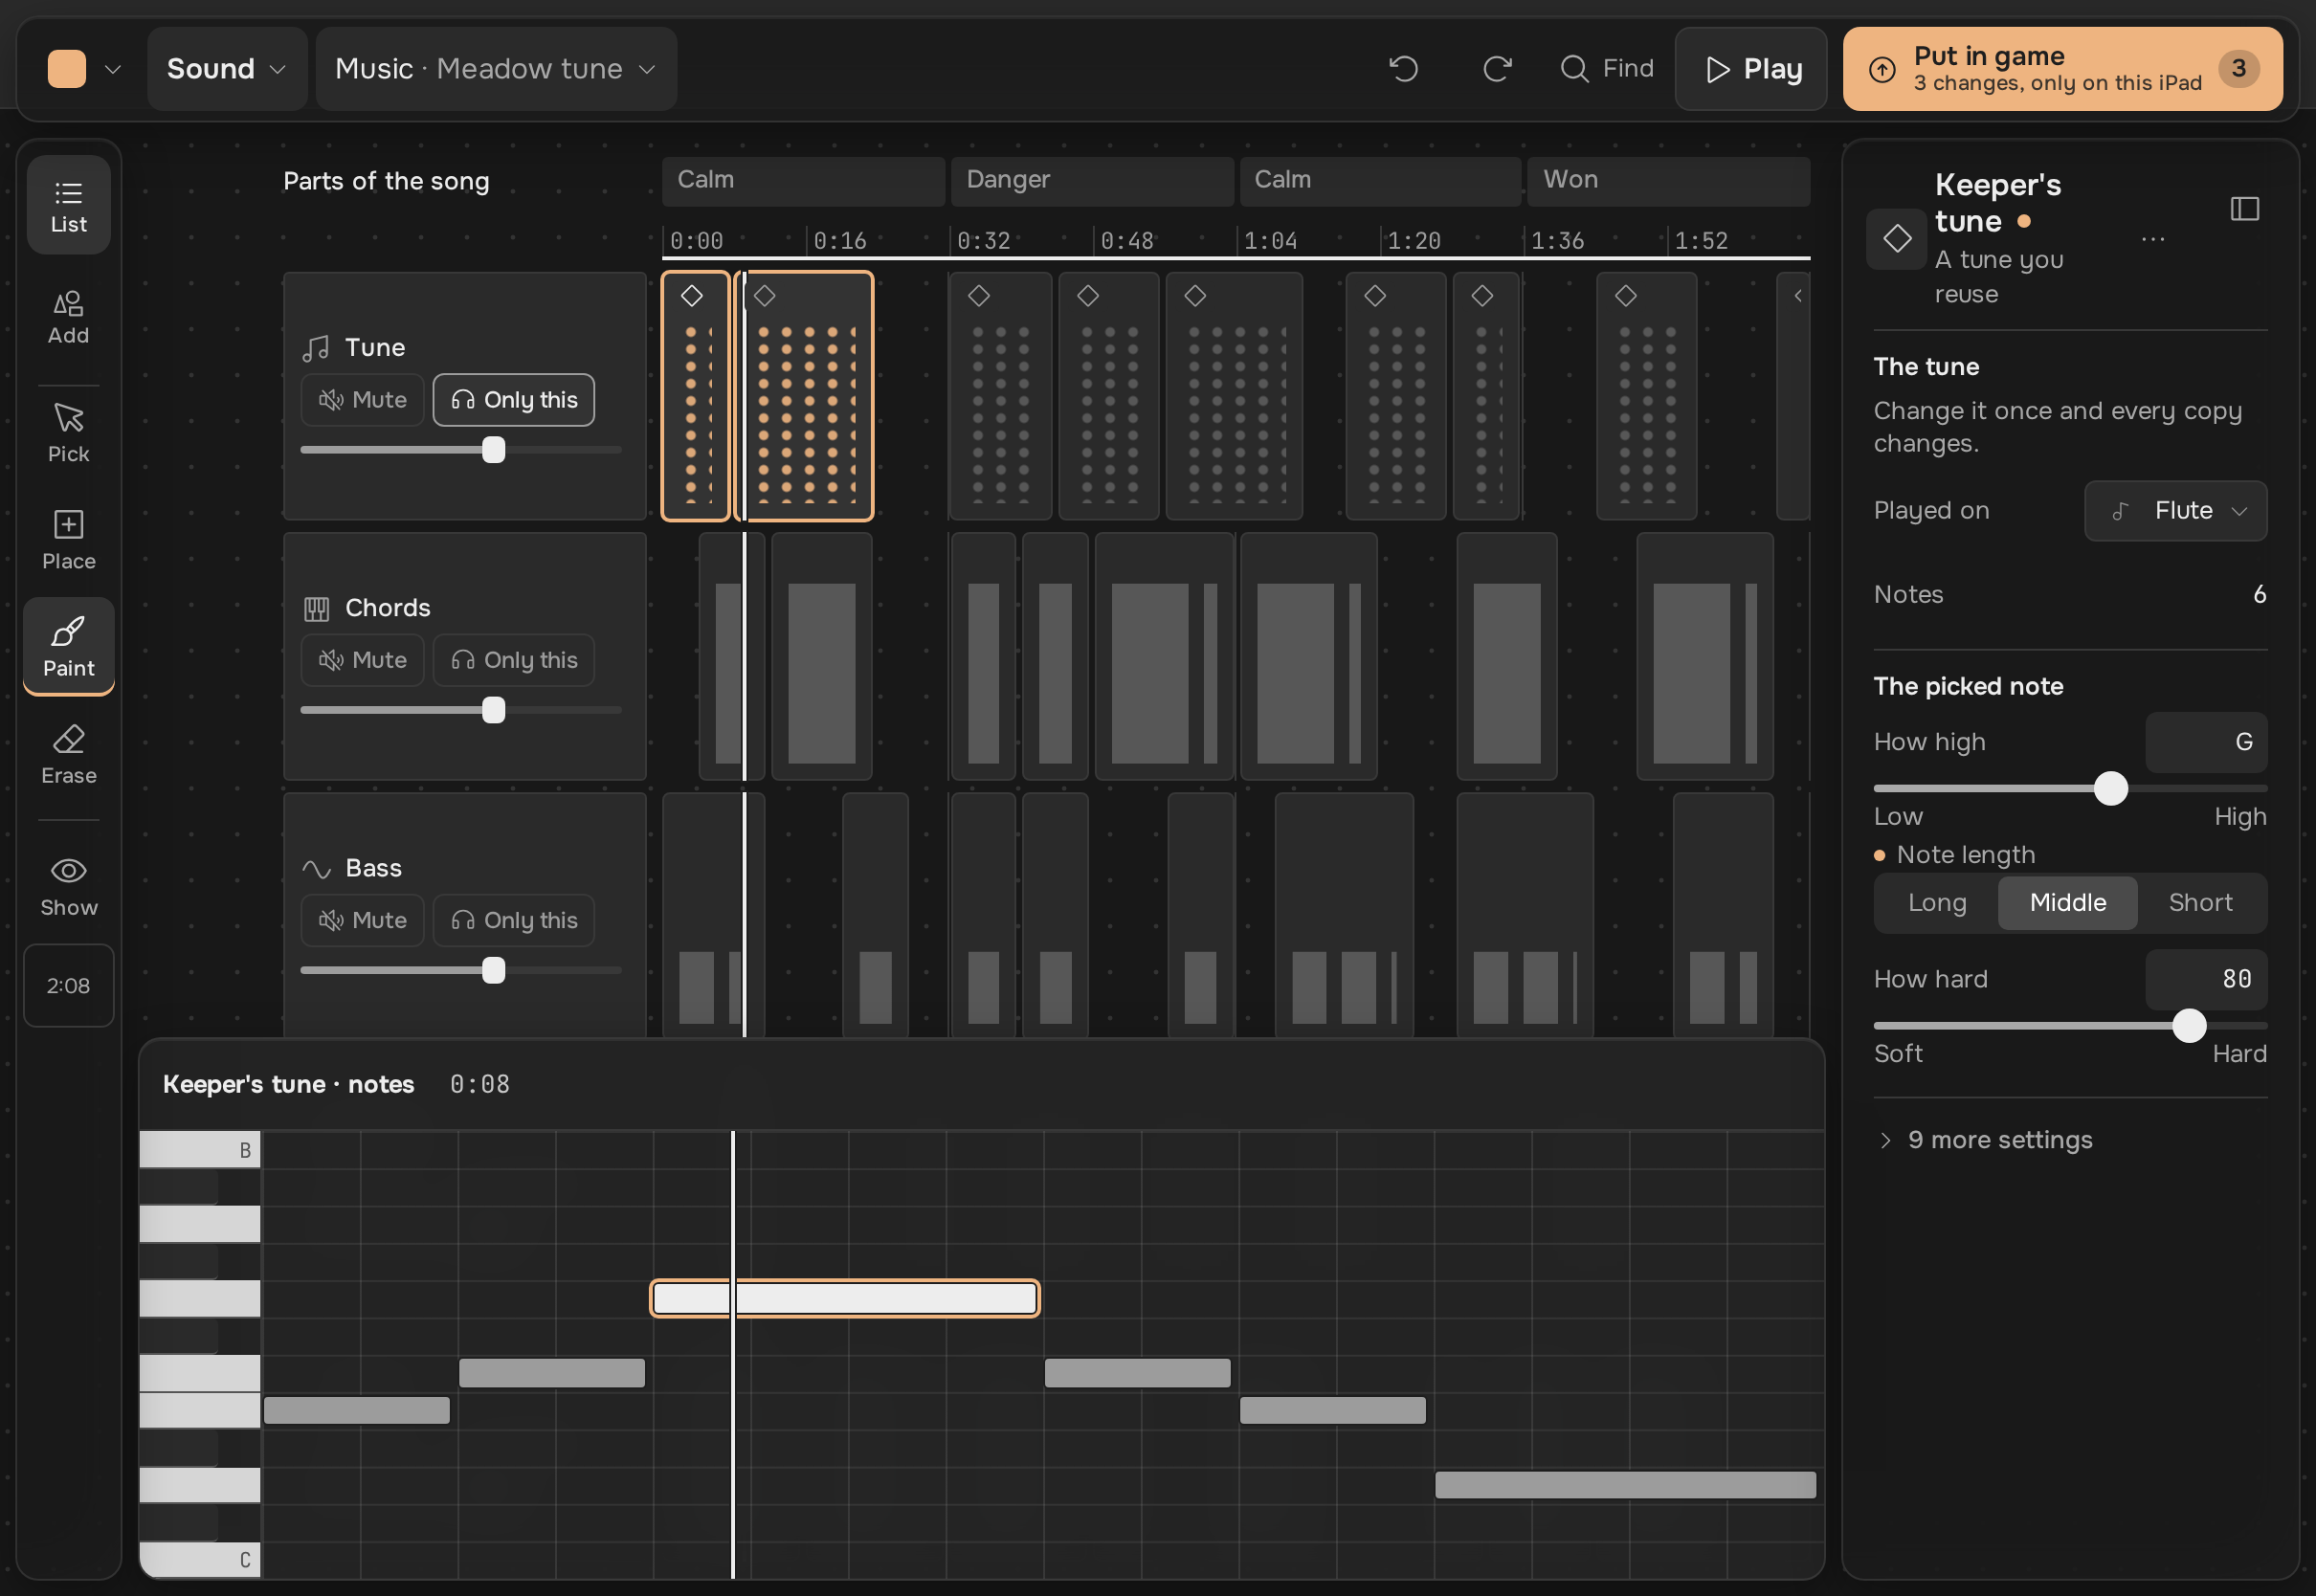 Sound
Music · Meadow tune
Find
Play
Put in game
3 changes, only on this iPad
3
List
Add
Pick
Place
Paint
Erase
Show
2:08
Parts of the song
Calm
Danger
Calm
Won
0:00
0:16
0:32
0:48
1:04
1:20
1:36
1:52
Tune
Mute
Only this
Chords
Mute
Only this
Bass
Mute
Only this
Keeper's tune · notes
0:08
B
C
Keeper's
tune
A tune you
reuse
The tune
Change it once and every copy
changes.
Played on
Flute
Notes
6
The picked note
How high
G
Low
High
Note length
Long
Middle
Short
How hard
80
Soft
Hard
9 more settings